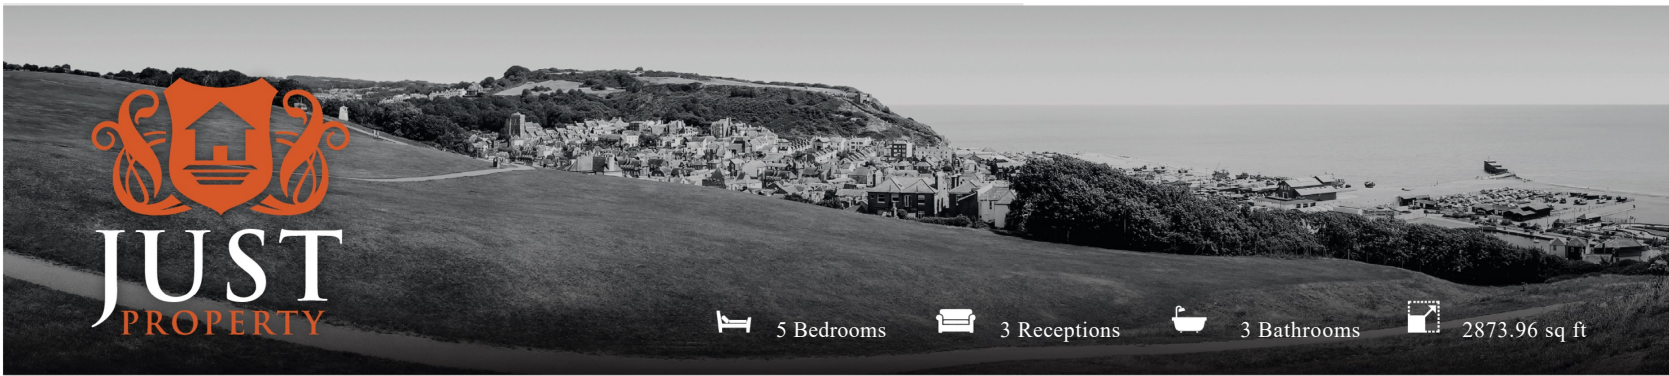 JUST
PROPERTY
5 Bedrooms
3 Receptions
3 Bathrooms
2873.96 sq ft